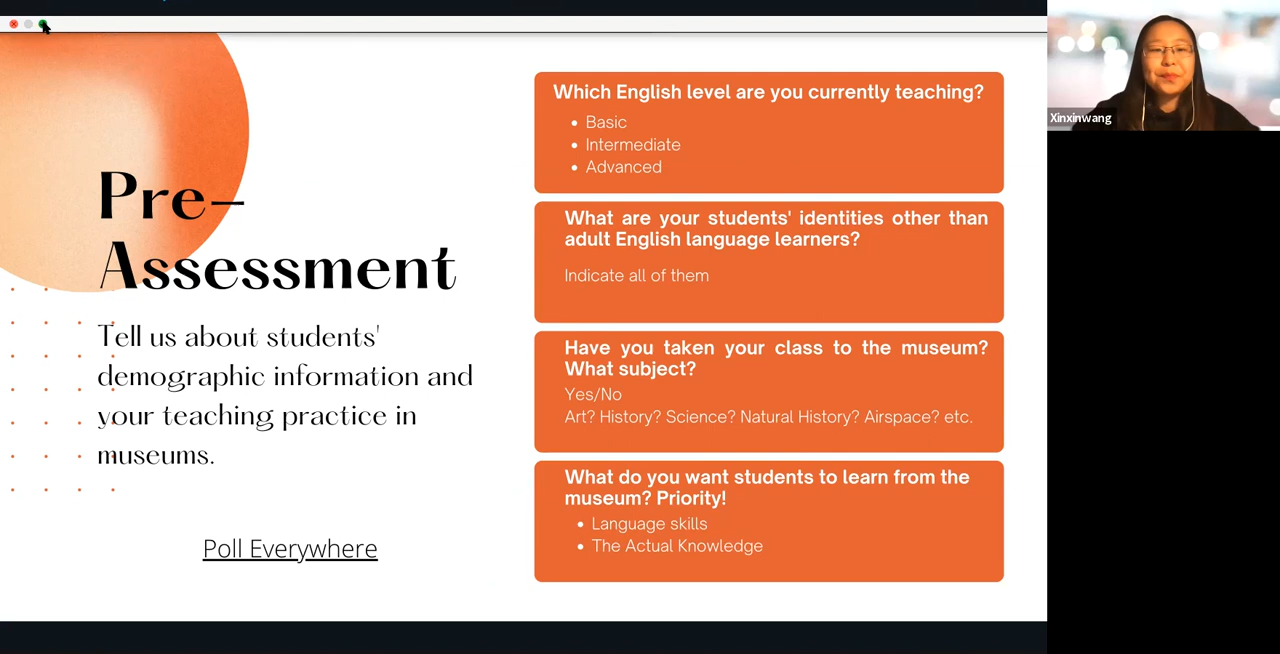 Pre-
Assessment
Tell us about students'
demographic information and
your teaching practice in
museums.
Poll Everywhere
Which English level are you currently teaching?
• Basic
• Intermediate
• Advanced
What are your students' identities other than
adult English language learners?
Indicate all of them
Have you taken your class to the museum?
What subject?
Yes/No
Art? History? Science? Natural History? Airspace? etc.
What do you want students to learn from the
museum? Priority!
• Language skills
• The Actual Knowledge
Xinxinwang